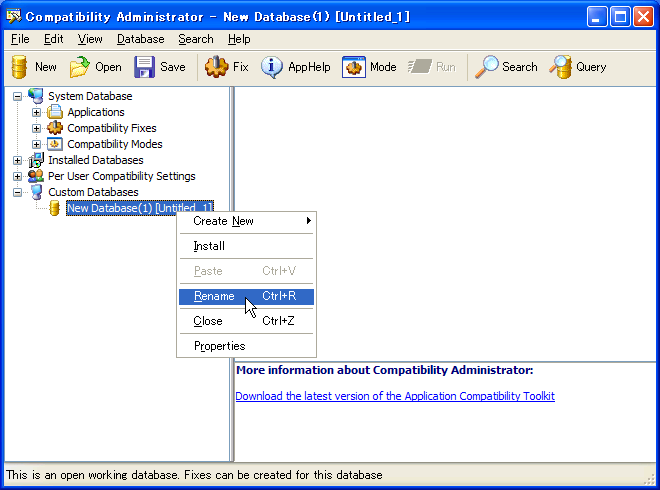 Compatibility Administrator - New Database(1) [Untitled_1]
File Edit View Database Search Help
New Open Save Fix AppHelp Mode Run Search Query
System Database
Applications
Compatibility Fixes
Compatibility Modes
Installed Databases
Per User Compatibility Settings
Custom Databases
New Database(1) [Untitled_1]
Create New
Install
Paste Ctrl+V
Rename Ctrl+R
Close Ctrl+Z
Properties
More information about Compatibility Administrator:
Download the latest version of the Application Compatibility Toolkit
This is an open working database. Fixes can be created for this database